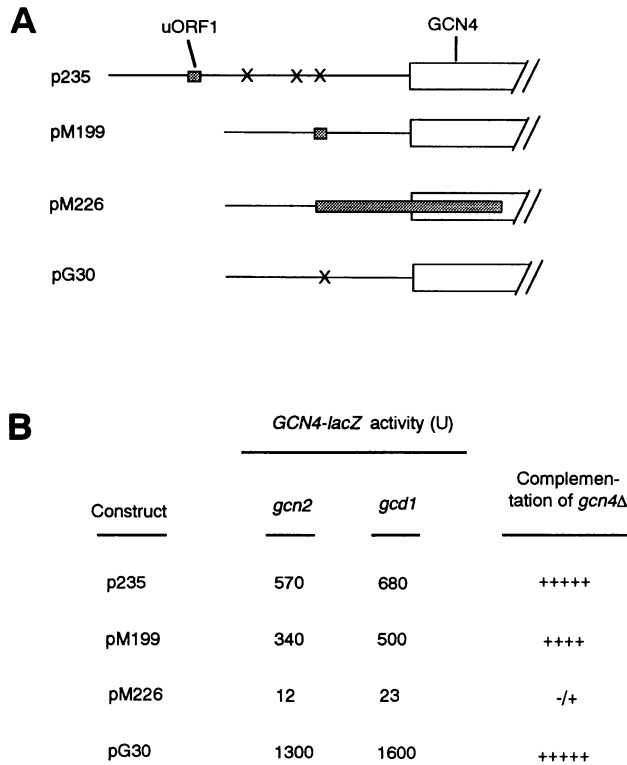 A
uORF1
GCN4
p235
pM199
pM226
pG30
B
GCN4-lacZ activity (U)
Complemen-
tation of gcn4Δ
Construct
gcn2
gcd1
p235 570 680 +++++
pM199 340 500 ++++
pM226 12 23 -/+
pG30 1300 1600 +++++